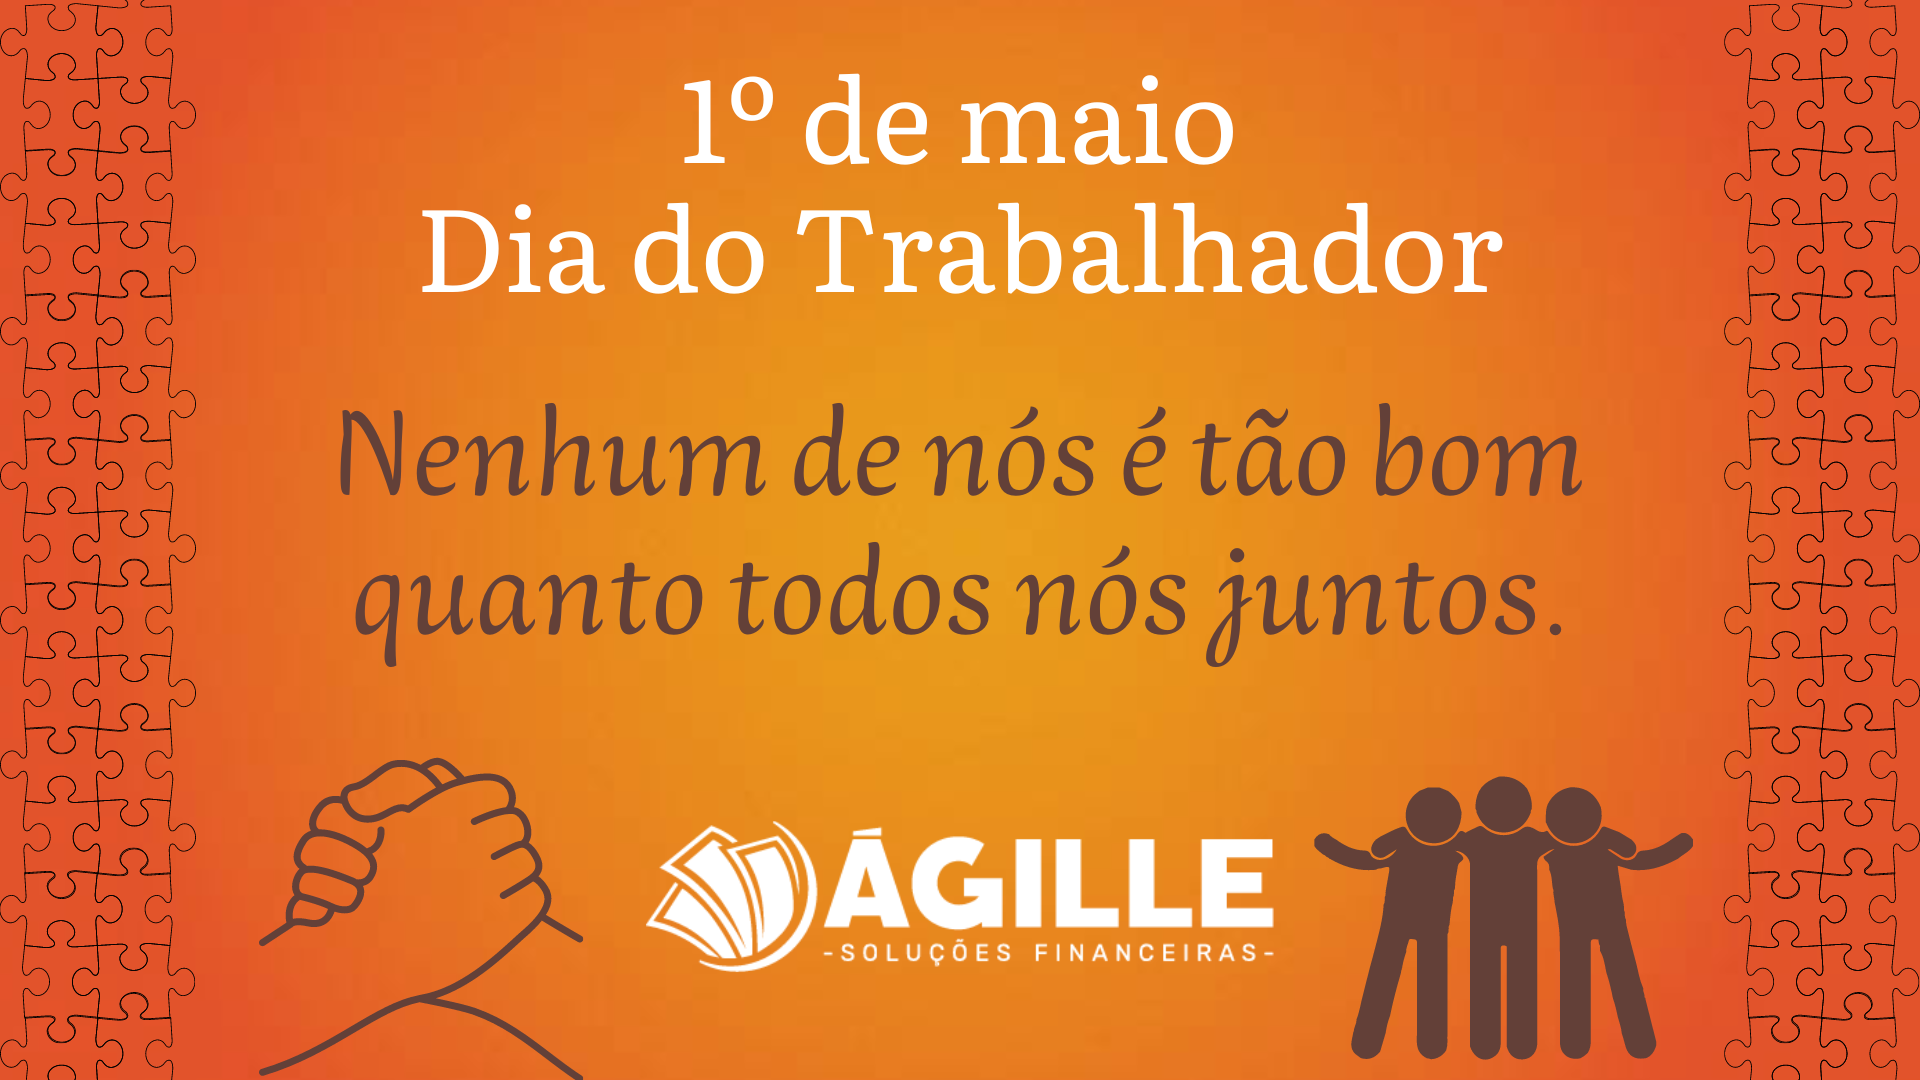 1º de maio
Dia do Trabalhador
Nenhum de nós é tão bom
quanto todos nós juntos.
ÁGILLE
-SOLUÇÕES FINANCEIRAS-